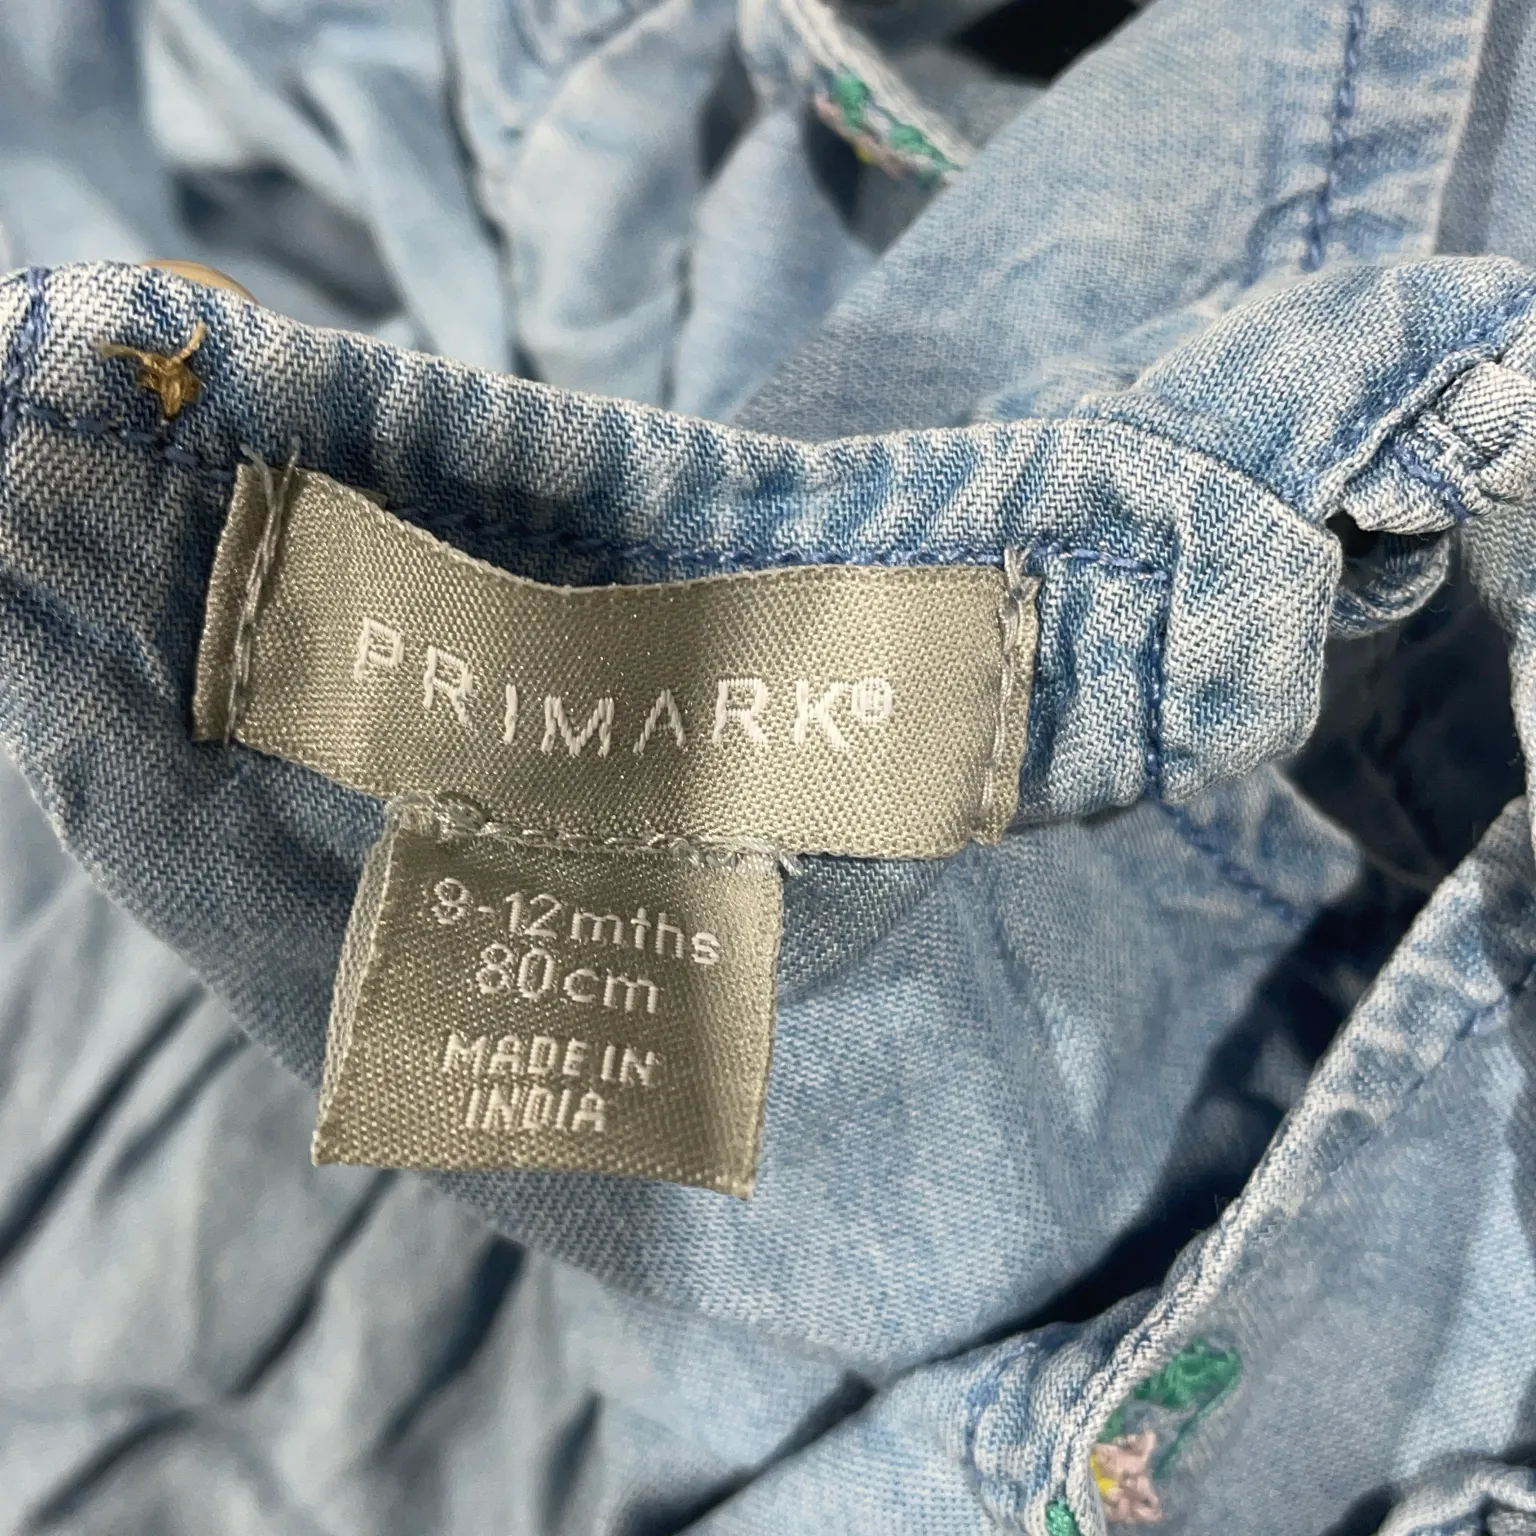 PRIMARK®
9-12mths
80cm
MADE IN
INDIA